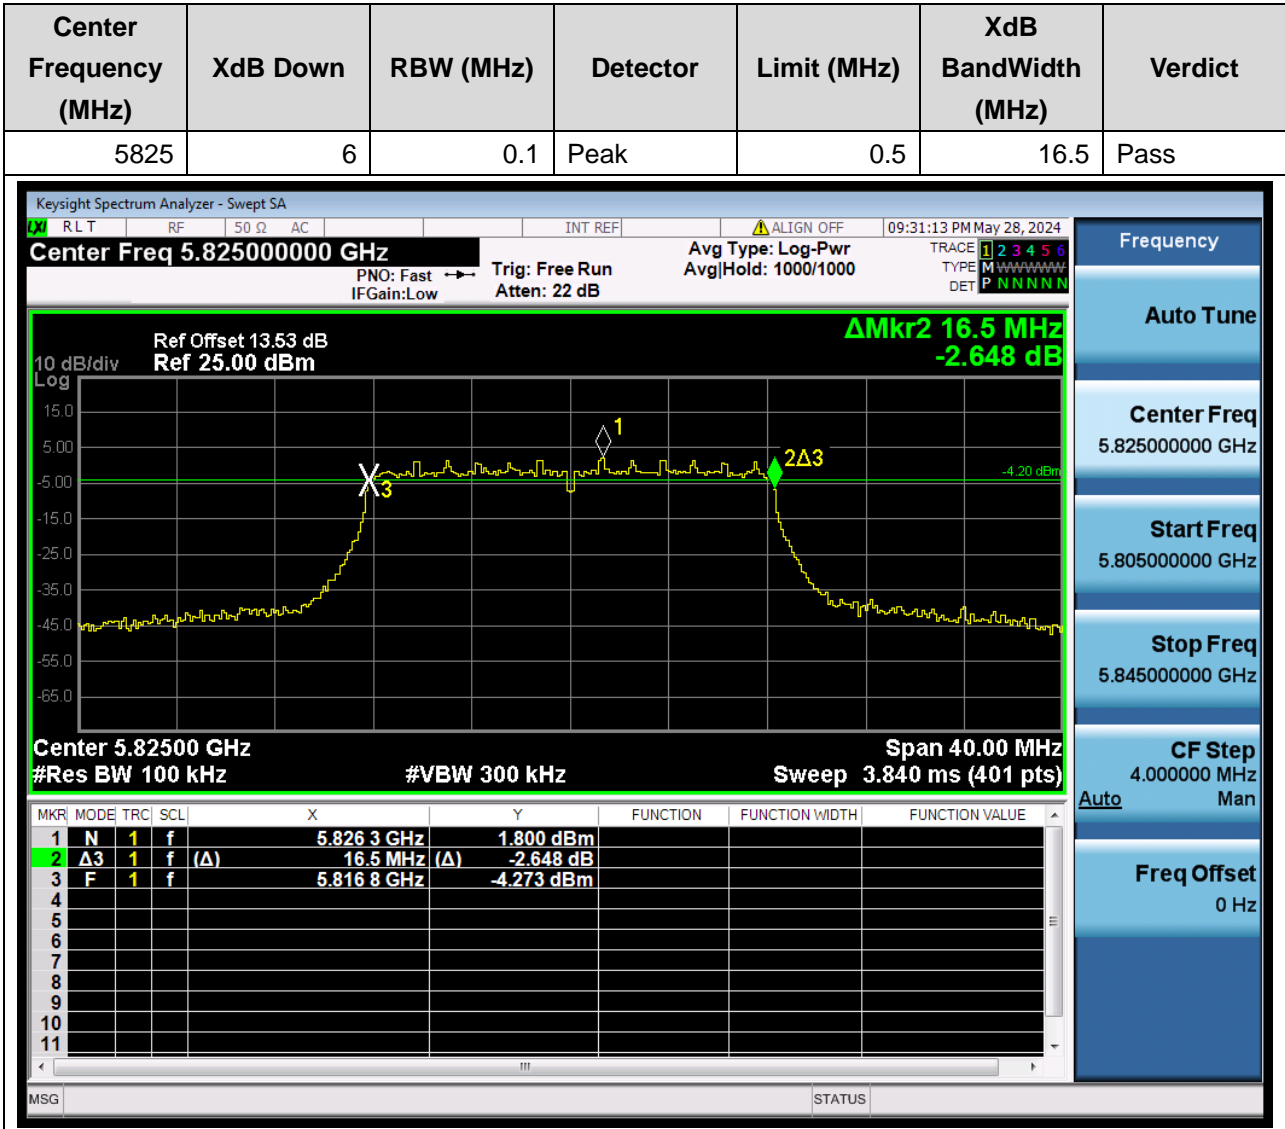 Center Frequency (MHz) XdB Down RBW (MHz) Detector Limit (MHz) XdB BandWidth (MHz) Verdict
5825 6 0.1 Peak 0.5 16.5 Pass
Keysight Spectrum Analyzer - Swept SA
LXI RLT RF 50 Ω AC INT REF ALIGN OFF 09:31:13 PM May 28, 2024
Center Freq 5.825000000 GHz
PNO: Fast
IFGain:Low
Trig: Free Run
Atten: 22 dB
Avg Type: Log-Pwr
Avg|Hold: 1000/1000
TRACE 1 2 3 4 5 6
TYPE M WWWWW
DET P N N N N N
ΔMkr2 16.5 MHz
-2.648 dB
Ref Offset 13.53 dB
10 dB/div Ref 25.00 dBm
Log
15.0
5.00
-5.00
-15.0
-25.0
-35.0
-45.0
-55.0
-65.0
1
2Δ3
3
-4.20 dBm
Center 5.82500 GHz Span 40.00 MHz
#Res BW 100 kHz #VBW 300 kHz Sweep 3.840 ms (401 pts)
MKR MODE TRC SCL X Y FUNCTION FUNCTION WIDTH FUNCTION VALUE
1 N 1 f 5.826 3 GHz 1.800 dBm
2 Δ3 1 f (Δ) 16.5 MHz (Δ) -2.648 dB
3 F 1 f 5.816 8 GHz -4.273 dBm
4
5
6
7
8
9
10
11
MSG STATUS
Frequency
Auto Tune
Center Freq
5.825000000 GHz
Start Freq
5.805000000 GHz
Stop Freq
5.845000000 GHz
CF Step
4.000000 MHz
Auto Man
Freq Offset
0 Hz